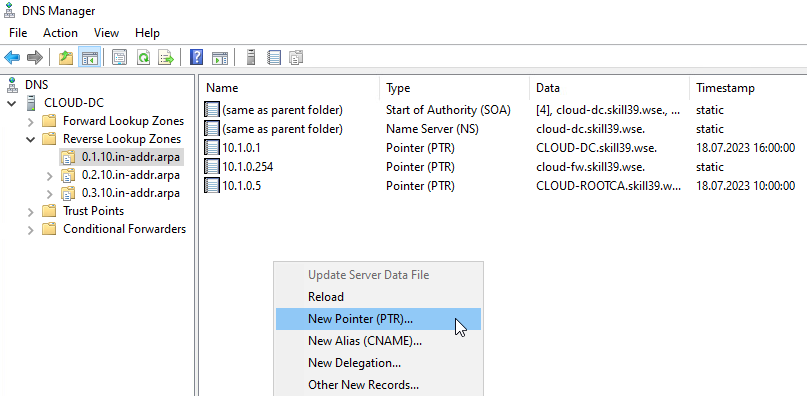 DNS Manager
File Action View Help
DNS
CLOUD-DC
Forward Lookup Zones
Reverse Lookup Zones
0.1.10.in-addr.arpa
0.2.10.in-addr.arpa
0.3.10.in-addr.arpa
Trust Points
Conditional Forwarders
Name Type Data Timestamp
(same as parent folder) Start of Authority (SOA) [4], cloud-dc.skill39.wse., ... static
(same as parent folder) Name Server (NS) cloud-dc.skill39.wse. static
10.1.0.1 Pointer (PTR) CLOUD-DC.skill39.wse. 18.07.2023 16:00:00
10.1.0.254 Pointer (PTR) cloud-fw.skill39.wse. static
10.1.0.5 Pointer (PTR) CLOUD-ROOTCA.skill39.w... 18.07.2023 10:00:00
Update Server Data File
Reload
New Pointer (PTR)...
New Alias (CNAME)...
New Delegation...
Other New Records...